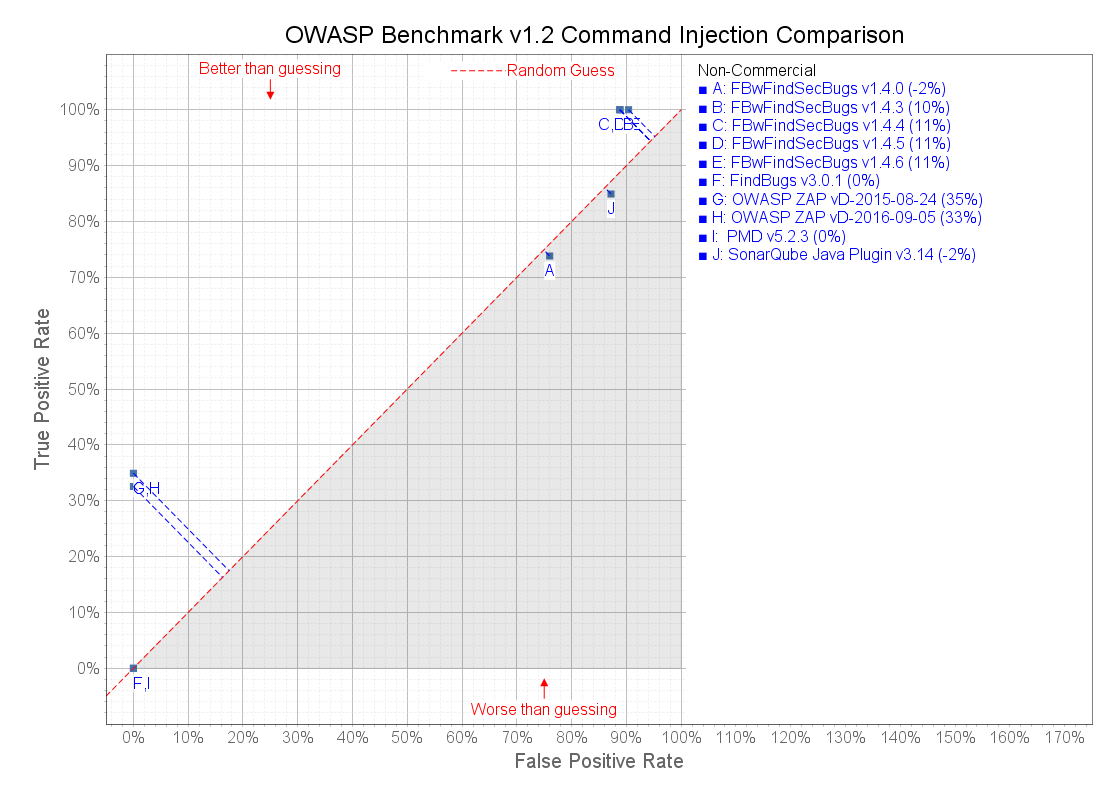 OWASP Benchmark v1.2 Command Injection Comparison
Better than guessing
Random Guess
Non-Commercial
A: FBwFindSecBugs v1.4.0 (-2%)
B: FBwFindSecBugs v1.4.3 (10%)
C: FBwFindSecBugs v1.4.4 (11%)
D: FBwFindSecBugs v1.4.5 (11%)
E: FBwFindSecBugs v1.4.6 (11%)
F: FindBugs v3.0.1 (0%)
G: OWASP ZAP vD-2015-08-24 (35%)
H: OWASP ZAP vD-2016-09-05 (33%)
I: PMD v5.2.3 (0%)
J: SonarQube Java Plugin v3.14 (-2%)
100%
90%
80%
70%
60%
50%
40%
30%
20%
10%
0%
True Positive Rate
J
A
G,H
F,I
Worse than guessing
0% 10% 20% 30% 40% 50% 60% 70% 80% 90% 100% 110% 120% 130% 140% 150% 160% 170%
False Positive Rate